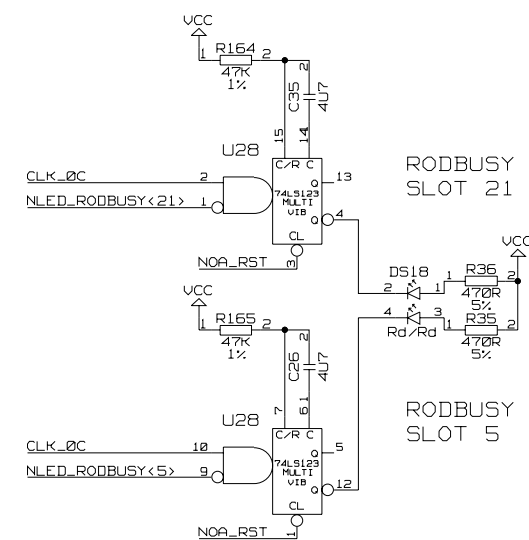 VCC
R164
1 2
47K
1%
C35
2
4U7
15
14
1
U28
C/R C
CLK_0C 2
NLED_RODBUSY<21> 1
74LS123
MULTI
VIB
Q 13
Q 4
CL
NOA_RST 3
RODBUSY
SLOT 21
VCC
DS18
2 1
4 3
Rd/Rd
R36
1 2
470R
5%
R35
1 2
470R
5%
VCC
R165
1 2
47K
1%
C26
2
4U7
7
6
1
U28
C/R C
CLK_0C 10
NLED_RODBUSY<5> 9
74LS123
MULTI
VIB
Q 5
Q 12
CL
NOA_RST 1
RODBUSY
SLOT 5